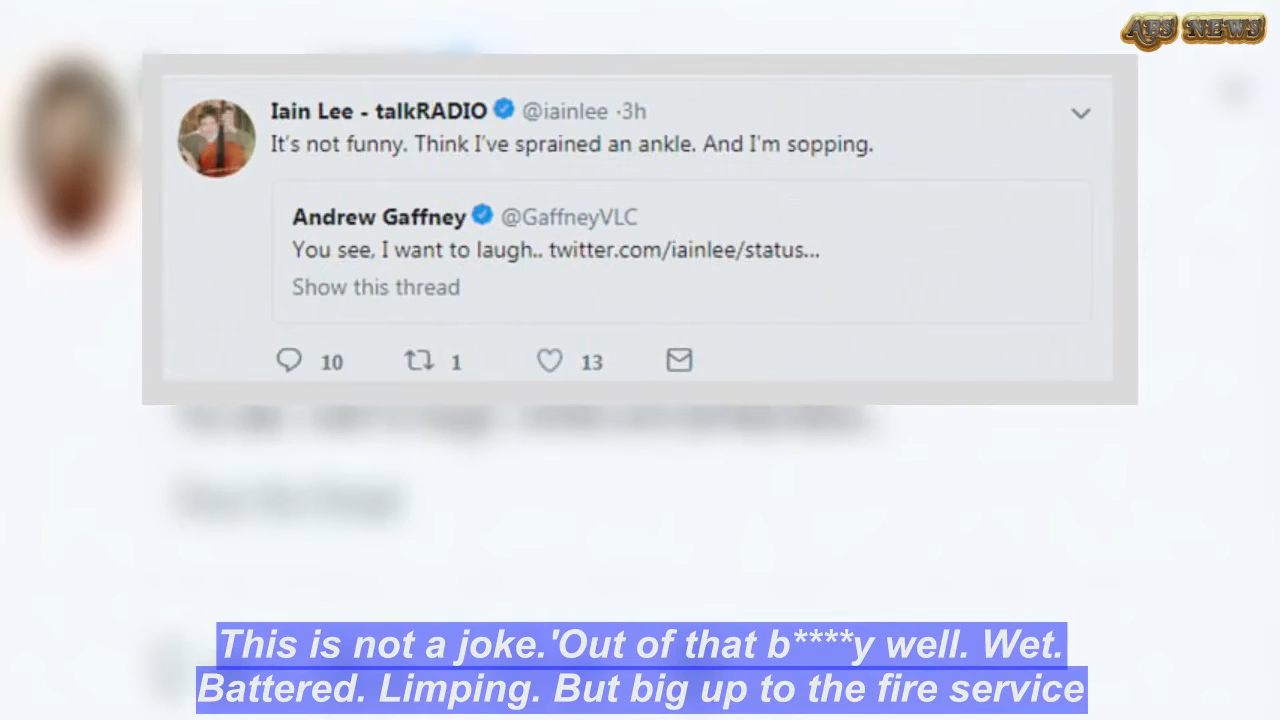 AFS NEWS
Iain Lee - talkRADIO @iainlee ·3h
It's not funny. Think I've sprained an ankle. And I'm sopping.
Andrew Gaffney @GaffneyVLC
You see, I want to laugh.. twitter.com/iainlee/status...
Show this thread
10 1 13
This is not a joke.'Out of that b****y well. Wet.
Battered. Limping. But big up to the fire service